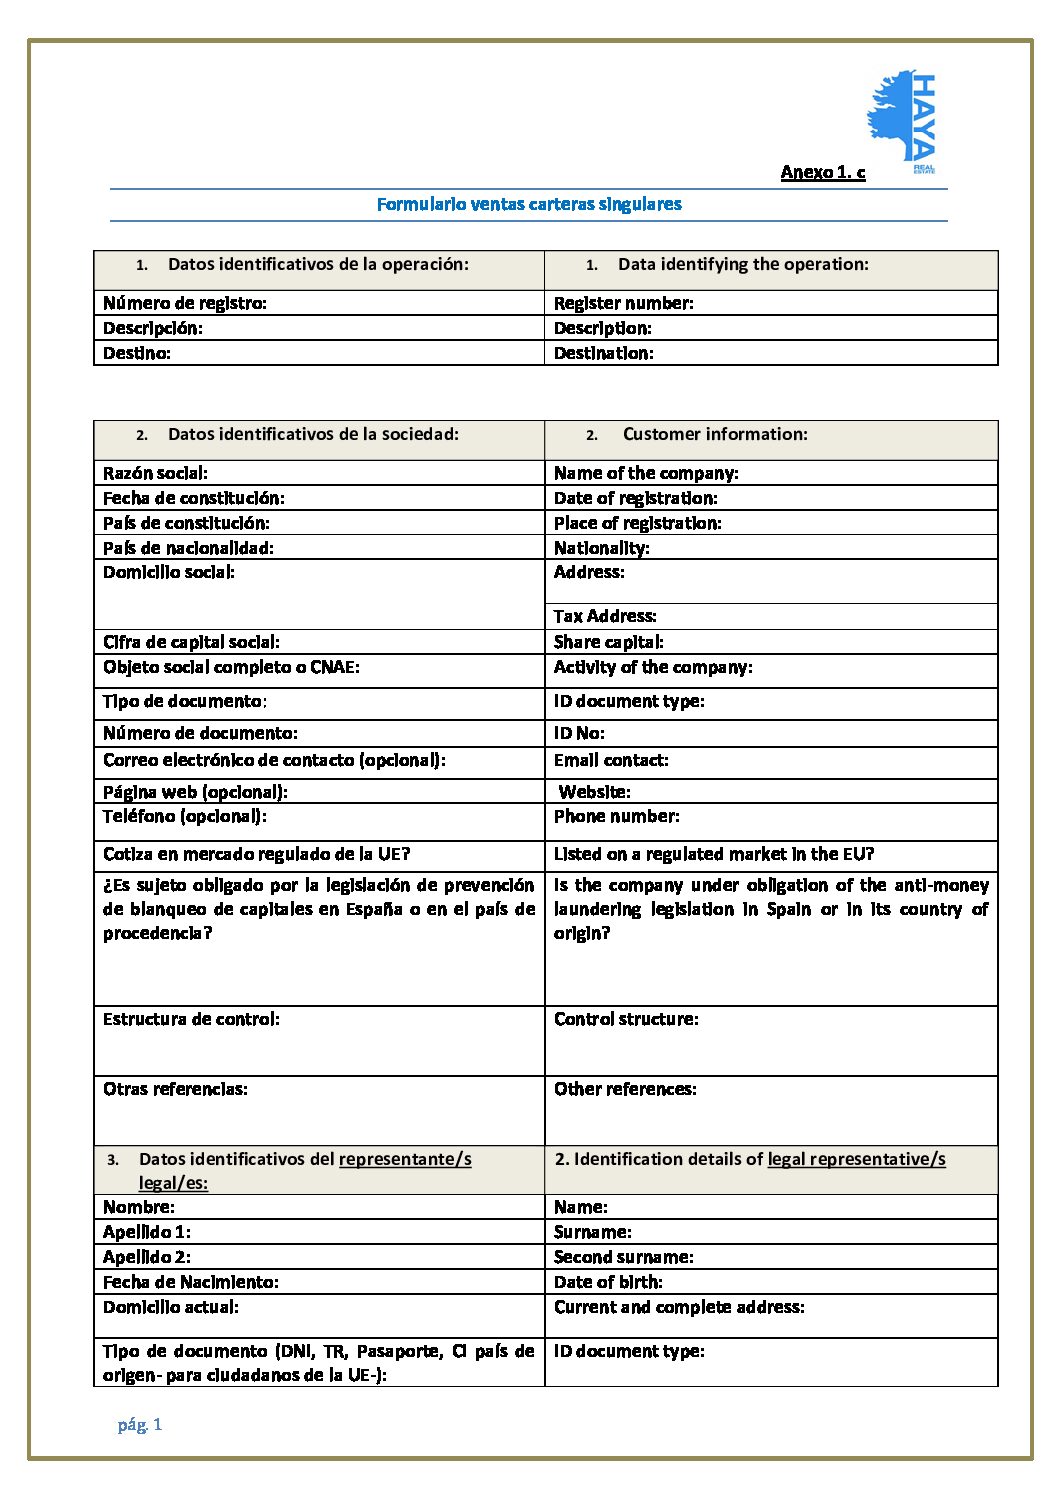 HAYA
REAL
ESTATE
Anexo 1. c
Formulario ventas carteras singulares
1. Datos identificativos de la operación:
1. Data identifying the operation:
Número de registro:
Register number:
Descripción:
Description:
Destino:
Destination:
2. Datos identificativos de la sociedad:
2. Customer information:
Razón social:
Name of the company:
Fecha de constitución:
Date of registration:
País de constitución:
Place of registration:
País de nacionalidad:
Nationality:
Domicilio social:
Address:
Tax Address:
Cifra de capital social:
Share capital:
Objeto social completo o CNAE:
Activity of the company:
Tipo de documento:
ID document type:
Número de documento:
ID No:
Correo electrónico de contacto (opcional):
Email contact:
Página web (opcional):
Website:
Teléfono (opcional):
Phone number:
Cotiza en mercado regulado de la UE?
Listed on a regulated market in the EU?
¿Es sujeto obligado por la legislación de prevención
de blanqueo de capitales en España o en el país de
procedencia?
Is the company under obligation of the anti-money
laundering legislation in Spain or in its country of
origin?
Estructura de control:
Control structure:
Otras referencias:
Other references:
3. Datos identificativos del representante/s
legal/es:
2. Identification details of legal representative/s
Nombre:
Name:
Apellido 1:
Surname:
Apellido 2:
Second surname:
Fecha de Nacimiento:
Date of birth:
Domicilio actual:
Current and complete address:
Tipo de documento (DNI, TR, Pasaporte, CI país de
origen- para ciudadanos de la UE-):
ID document type:
pág. 1